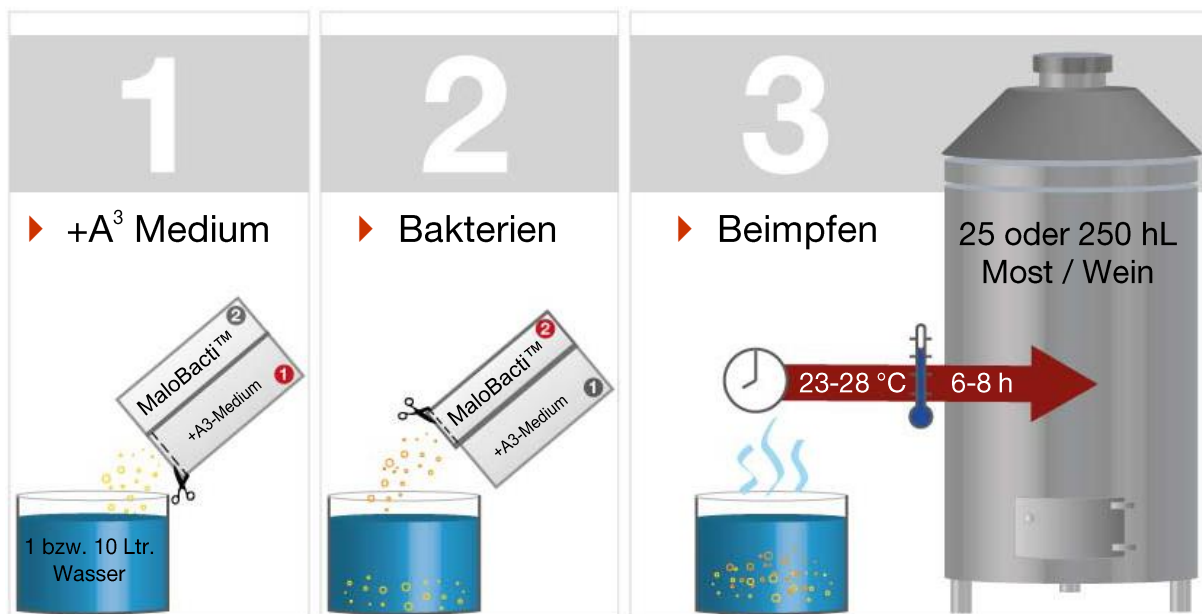 1
+A³ Medium
MaloBacti™ 2
+A3-Medium 1
1 bzw. 10 Ltr.
Wasser
2
Bakterien
MaloBacti™ 2
+A3-Medium 1
3
Beimpfen
23-28 °C
6-8 h
25 oder 250 hL
Most / Wein